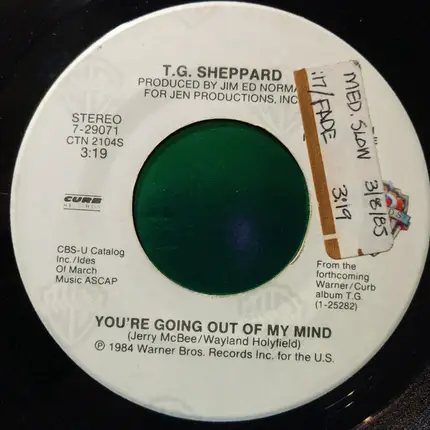 T.G. SHEPPARD
PRODUCED BY JIM ED NORMA
FOR JEN PRODUCTIONS, INC
STEREO
7-29071
CTN 2104S
3:19
CURB
RECORDS
CBS-U Catalog
Inc./Ides
Of March
Music ASCAP
MED. SLOW 3/8/85
:17/FADE 3:19
From the
forthcoming
Warner/Curb
album T.G.
(1-25282)
YOU'RE GOING OUT OF MY MIND
(Jerry McBee/Wayland Holyfield)
℗ 1984 Warner Bros. Records Inc. for the U.S.